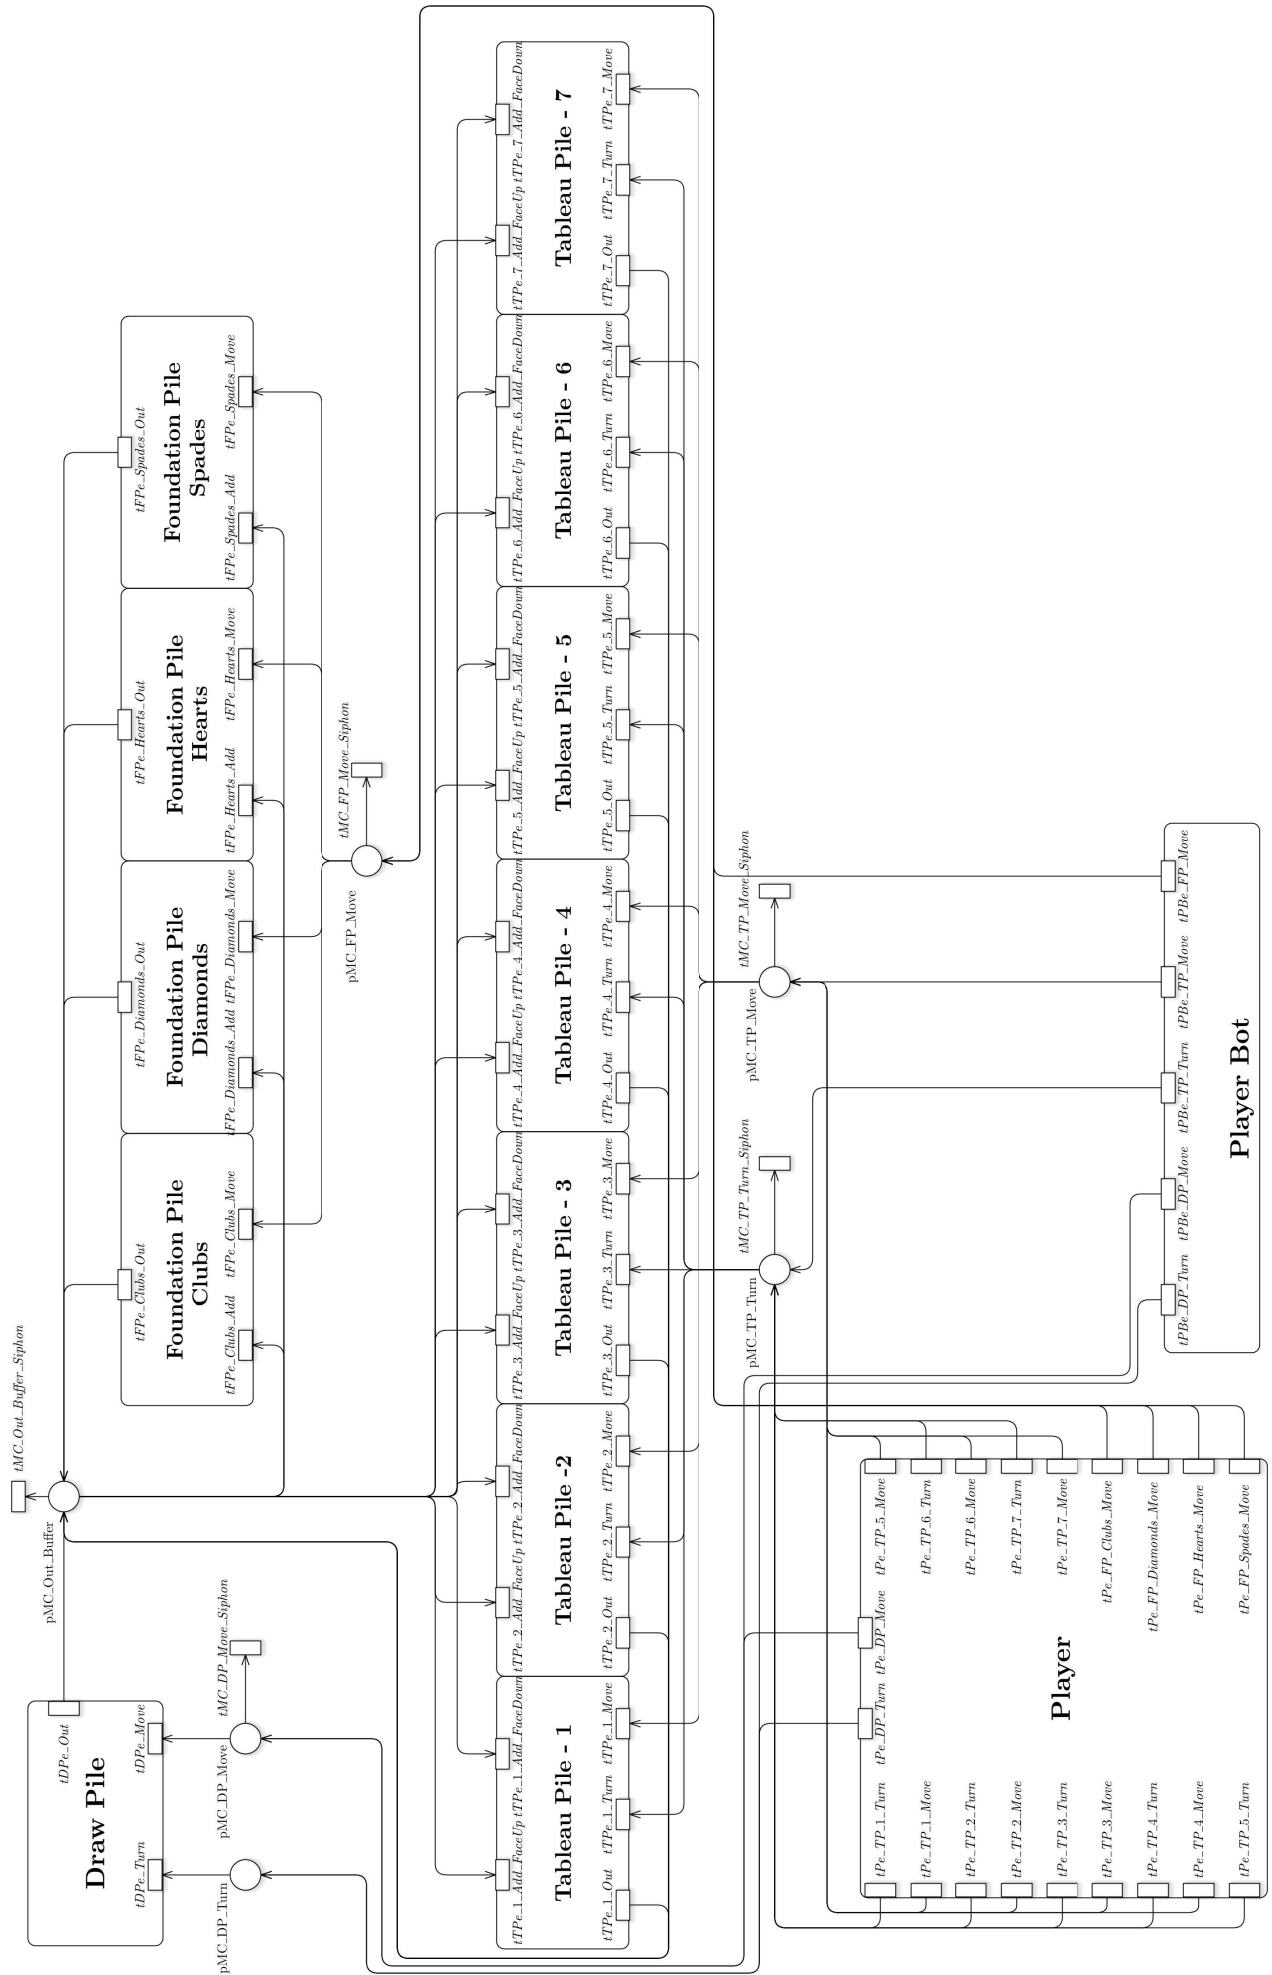 tMC_Out_Buffer_Siphon
pMC_Out_Buffer
Draw Pile
tDPe_Out
tDPe_Turn
tDPe_Move
pMC_DP_Turn
pMC_DP_Move
tMC_DP_Move_Siphon
tFPe_Clubs_Out
Foundation Pile
Clubs
tFPe_Clubs_Add
tFPe_Clubs_Move
tFPe_Diamonds_Out
Foundation Pile
Diamonds
tFPe_Diamonds_Add
tFPe_Diamonds_Move
tFPe_Hearts_Out
Foundation Pile
Hearts
tFPe_Hearts_Add
tFPe_Hearts_Move
tFPe_Spades_Out
Foundation Pile
Spades
tFPe_Spades_Add
tFPe_Spades_Move
pMC_FP_Move
tMC_FP_Move_Siphon
tTPe_1_Add_FaceUp
tTPe_1_Add_FaceDown
Tableau Pile - 1
tTPe_1_Out
tTPe_1_Turn
tTPe_1_Move
tTPe_2_Add_FaceUp
tTPe_2_Add_FaceDown
Tableau Pile -2
tTPe_2_Out
tTPe_2_Turn
tTPe_2_Move
tTPe_3_Add_FaceUp
tTPe_3_Add_FaceDown
Tableau Pile - 3
tTPe_3_Out
tTPe_3_Turn
tTPe_3_Move
tTPe_4_Add_FaceUp
tTPe_4_Add_FaceDown
Tableau Pile - 4
tTPe_4_Out
tTPe_4_Turn
tTPe_4_Move
tTPe_5_Add_FaceUp
tTPe_5_Add_FaceDown
Tableau Pile - 5
tTPe_5_Out
tTPe_5_Turn
tTPe_5_Move
tTPe_6_Add_FaceUp
tTPe_6_Add_FaceDown
Tableau Pile - 6
tTPe_6_Out
tTPe_6_Turn
tTPe_6_Move
tTPe_7_Add_FaceUp
tTPe_7_Add_FaceDown
Tableau Pile - 7
tTPe_7_Out
tTPe_7_Turn
tTPe_7_Move
pMC_TP_Turn
tMC_TP_Turn_Siphon
pMC_TP_Move
tMC_TP_Move_Siphon
tPe_DP_Turn
tPe_DP_Move
tPe_TP_1_Turn
tPe_TP_1_Move
tPe_TP_2_Turn
tPe_TP_2_Move
tPe_TP_3_Turn
tPe_TP_3_Move
tPe_TP_4_Turn
tPe_TP_4_Move
tPe_TP_5_Turn
Player
tPe_TP_5_Move
tPe_TP_6_Turn
tPe_TP_6_Move
tPe_TP_7_Turn
tPe_TP_7_Move
tPe_FP_Clubs_Move
tPe_FP_Diamonds_Move
tPe_FP_Hearts_Move
tPe_FP_Spades_Move
tPBe_DP_Turn
tPBe_DP_Move
tPBe_TP_Turn
tPBe_TP_Move
tPBe_FP_Move
Player Bot